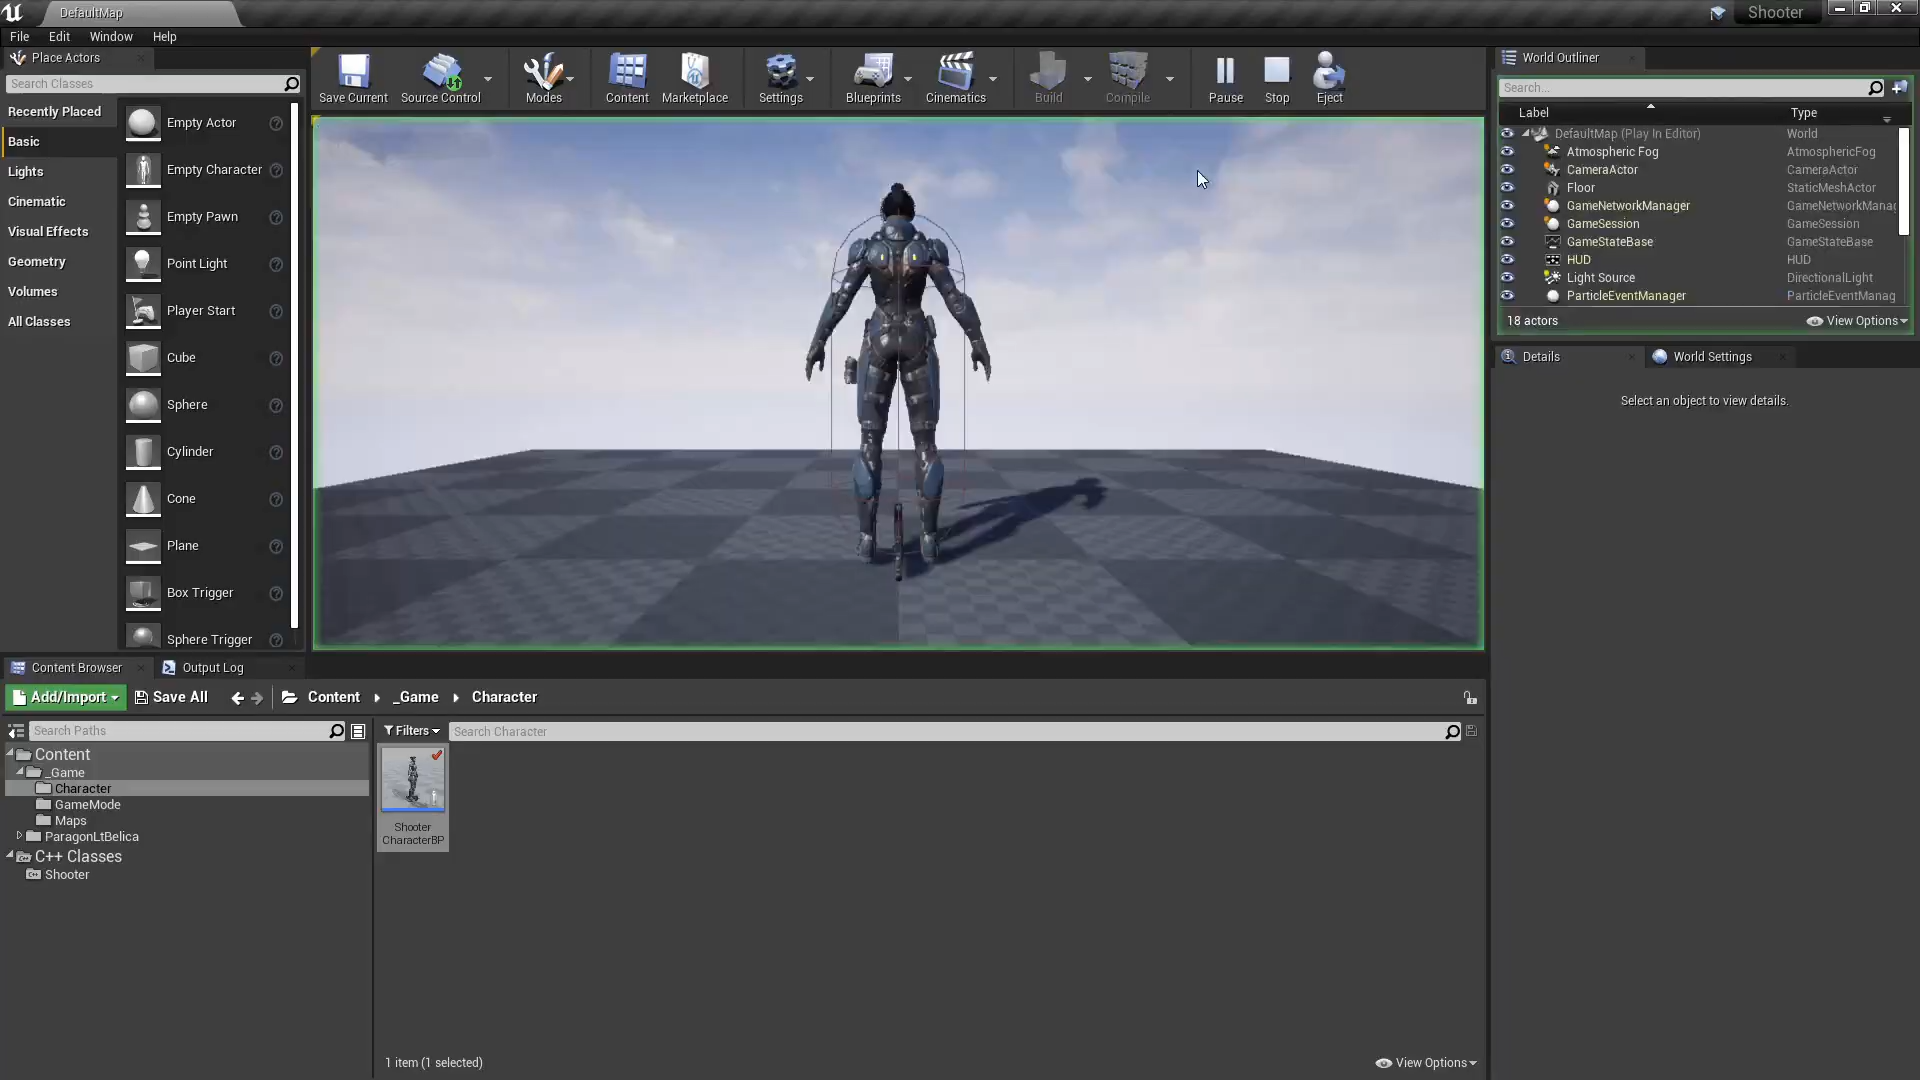 DefaultMap
Shooter
File Edit Window Help
Place Actors
Search Classes
Recently Placed
Basic
Lights
Cinematic
Visual Effects
Geometry
Volumes
All Classes
Empty Actor
Empty Character
Empty Pawn
Point Light
Player Start
Cube
Sphere
Cylinder
Cone
Plane
Box Trigger
Sphere Trigger
Save Current
Source Control
Modes
Content
Marketplace
Settings
Blueprints
Cinematics
Build
Compile
Pause
Stop
Eject
World Outliner
Search...
Label Type
DefaultMap (Play In Editor) World
Atmospheric Fog AtmosphericFog
CameraActor CameraActor
Floor StaticMeshActor
GameNetworkManager GameNetworkManag
GameSession GameSession
GameStateBase GameStateBase
HUD HUD
Light Source DirectionalLight
ParticleEventManager ParticleEventManag
18 actors View Options
Details World Settings
Select an object to view details.
Content Browser Output Log
Add/Import Save All Content _Game Character
Search Paths
Filters Search Character
Content
_Game
Character
GameMode
Maps
ParagonLtBelica
C++ Classes
Shooter
Shooter
CharacterBP
1 item (1 selected) View Options